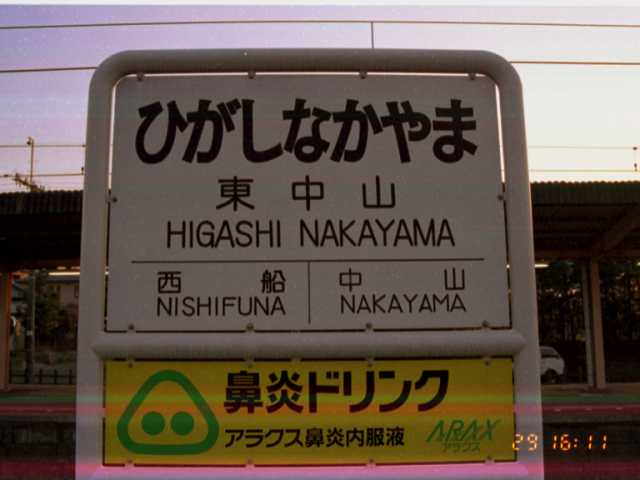 ひがしなかやま
東中山
HIGASHI NAKAYAMA
西船 中山
NISHIFUNA NAKAYAMA
鼻炎ドリンク
アラクス鼻炎内服液
ARAX
アラクス
29 16:11